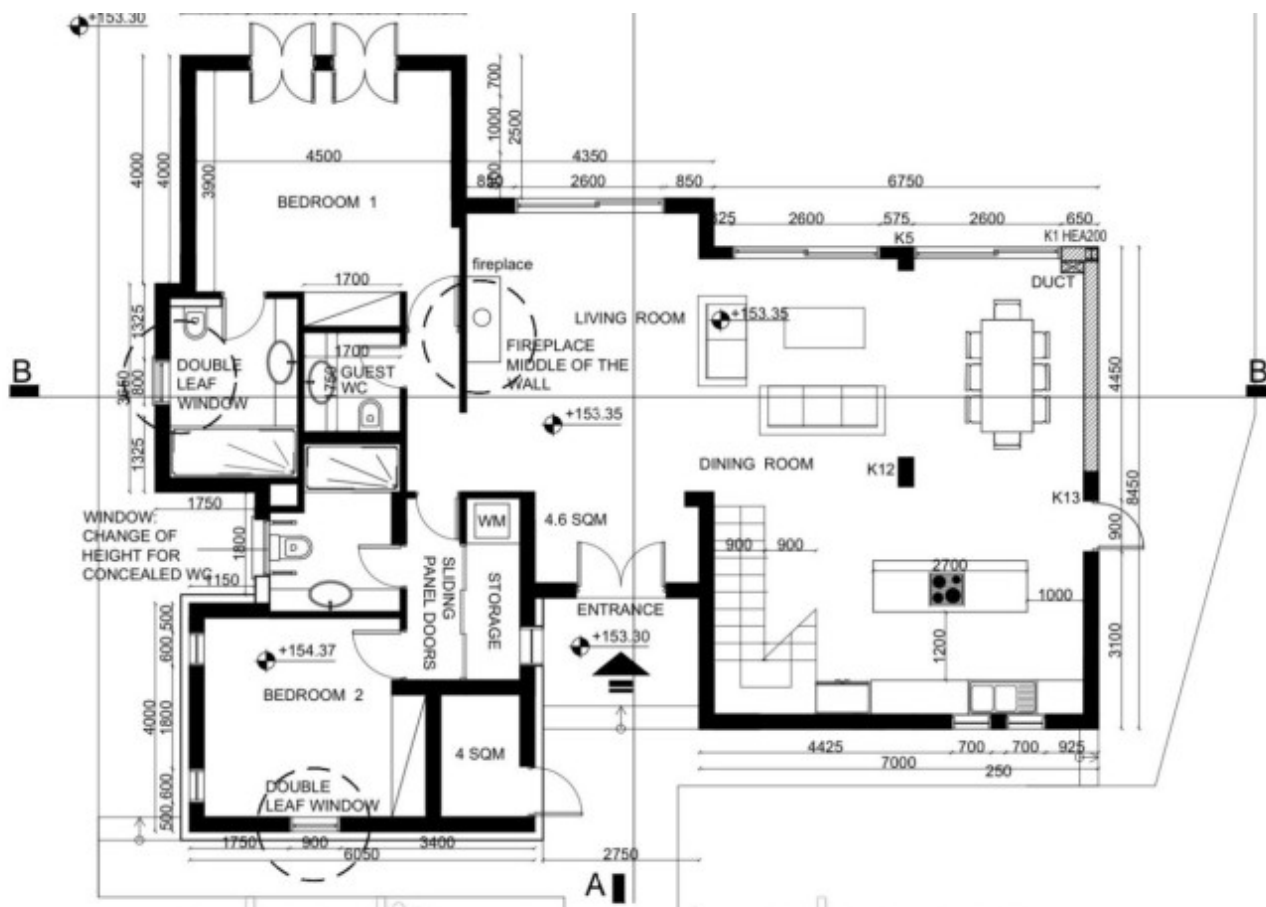 +153.30
4500
4350
850
2600
850
6750
2600
575
2600
650
K5
K1 HEA200
DUCT
700
1000
2500
4000
4000
3900
BEDROOM 1
fireplace
1700
LIVING ROOM
+153.35
FIREPLACE
MIDDLE OF THE
WALL
1325
800
1325
DOUBLE
LEAF
WINDOW
1700
GUEST
WC
B
B
4450
8450
+153.35
DINING ROOM
K12
K13
1750
WINDOW:
CHANGE OF
HEIGHT FOR
CONCEALED WC
1800
1150
WM
4.6 SQM
SLIDING
PANEL DOORS
STORAGE
900
900
900
2700
1000
1200
3100
ENTRANCE
+153.30
+154.37
BEDROOM 2
500
600
1800
600
500
4000
4 SQM
DOUBLE
LEAF WINDOW
4425
700
700
925
7000
250
1750
900
3400
6050
2750
A